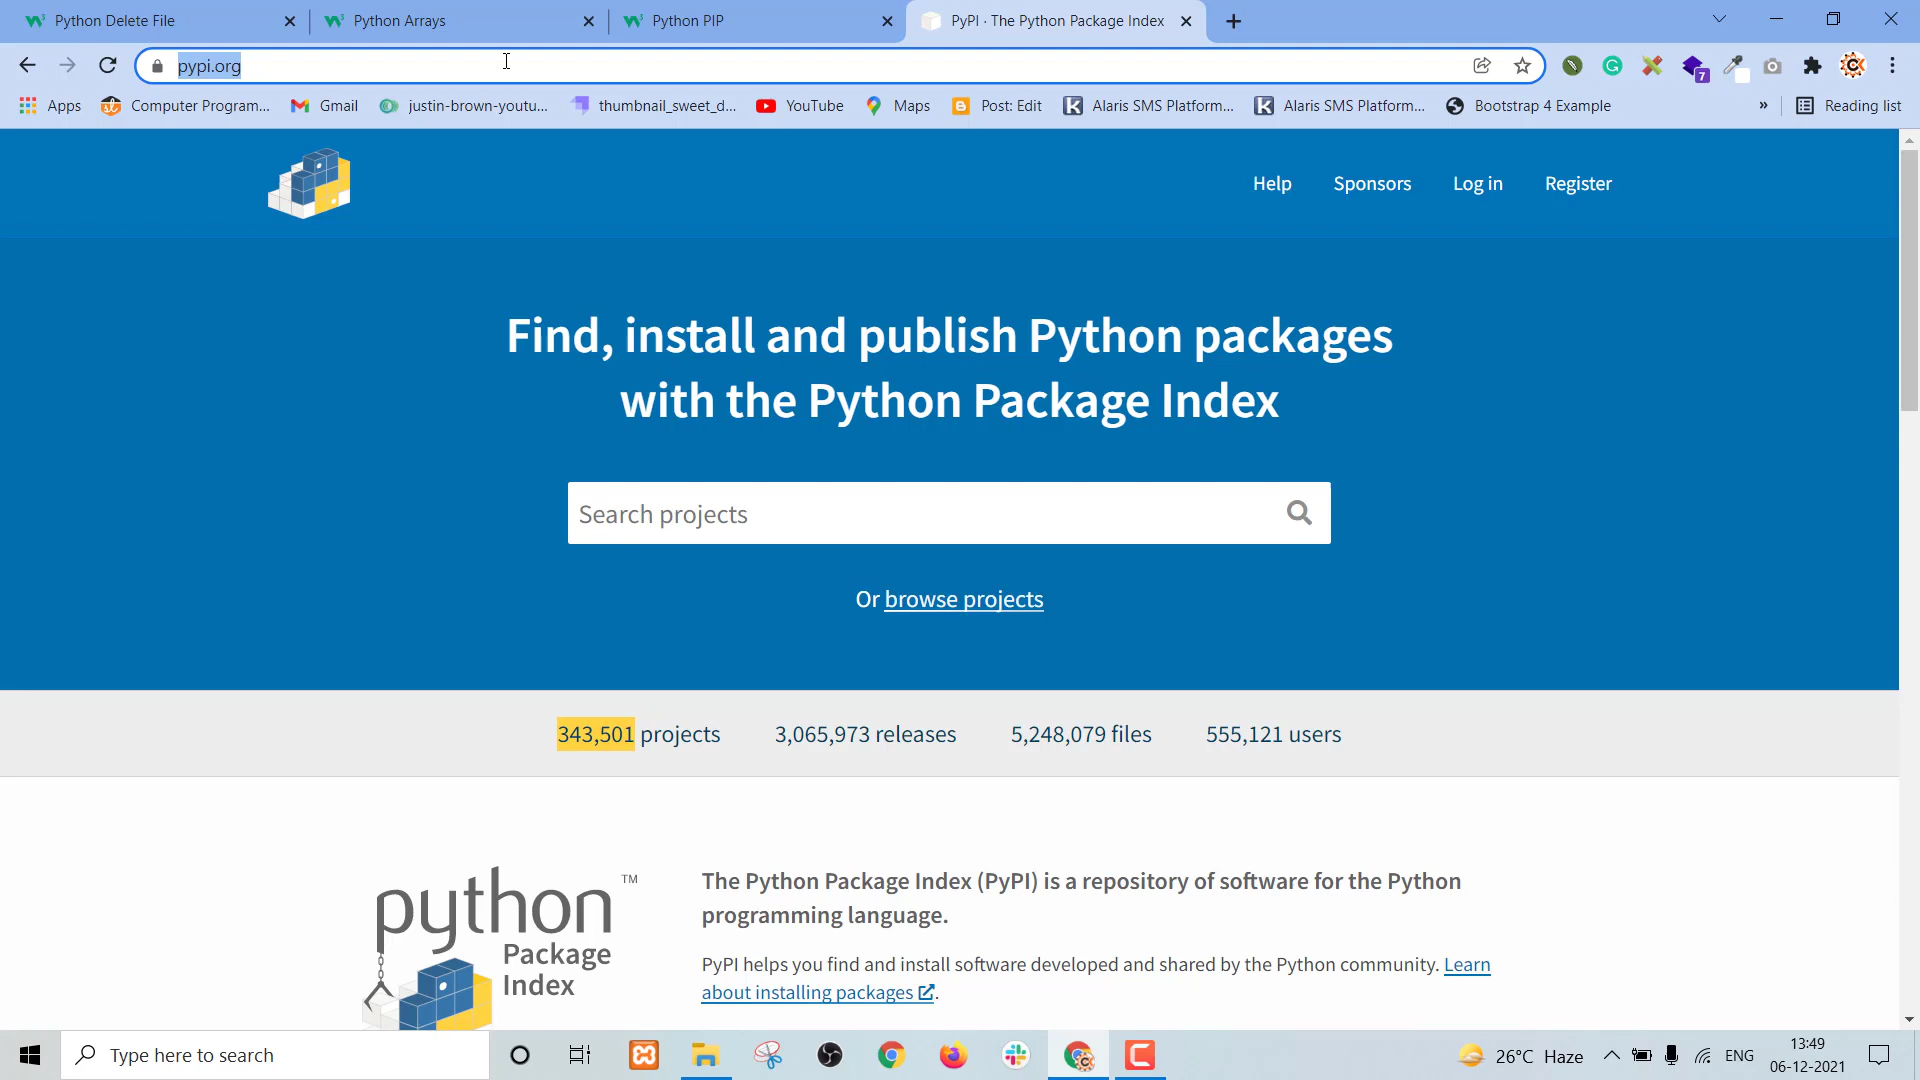 Python Delete File
Python Arrays
Python PIP
PyPI · The Python Package Index
pypi.org
7
Apps
Computer Program...
Gmail
justin-brown-youtu...
thumbnail_sweet_d...
YouTube
Maps
Post: Edit
Alaris SMS Platform...
Alaris SMS Platform...
Bootstrap 4 Example
»
Reading list
Help
Sponsors
Log in
Register
Find, install and publish Python packages
with the Python Package Index
Search projects
Or browse projects
343,501 projects
3,065,973 releases
5,248,079 files
555,121 users
python™
Package
Index
The Python Package Index (PyPI) is a repository of software for the Python
programming language.
PyPI helps you find and install software developed and shared by the Python community. Learn
about installing packages.
Type here to search
26°C Haze
ENG
13:49
06-12-2021